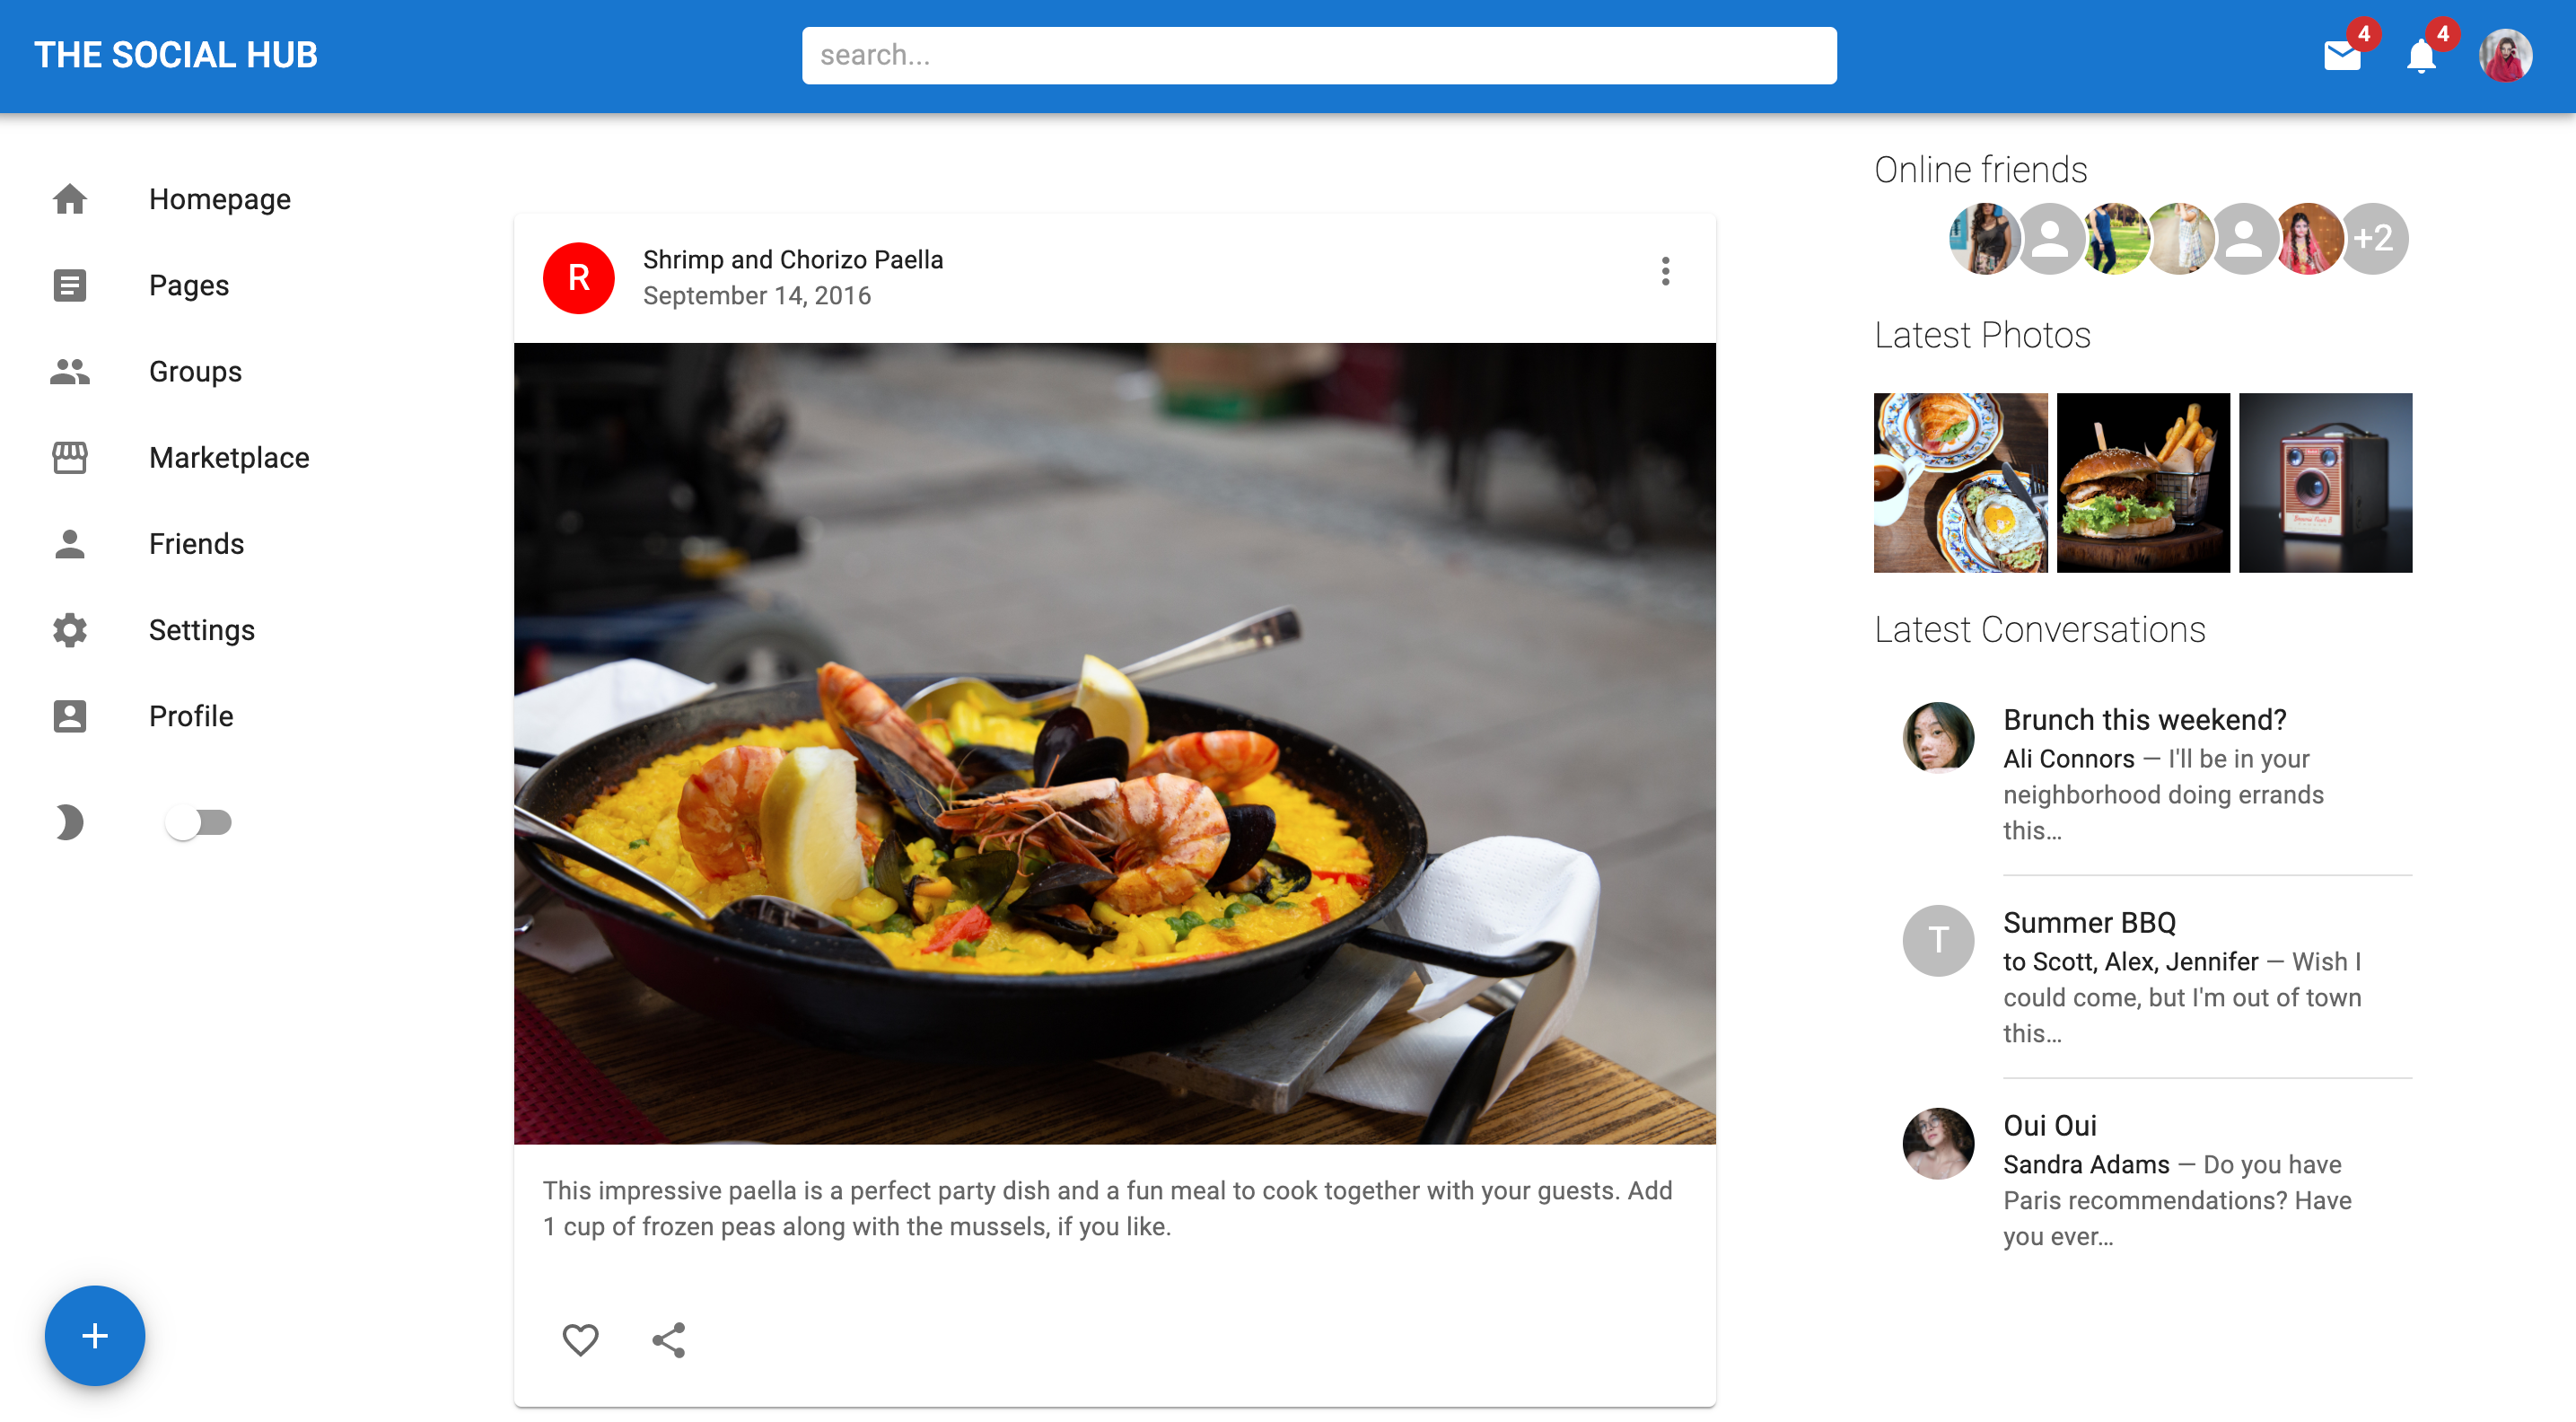 THE SOCIAL HUB
search...
4
4
Homepage
Pages
Groups
Marketplace
Friends
Settings
Profile
R
Shrimp and Chorizo Paella
September 14, 2016
This impressive paella is a perfect party dish and a fun meal to cook together with your guests. Add
1 cup of frozen peas along with the mussels, if you like.
Online friends
+2
Latest Photos
Latest Conversations
Brunch this weekend?
Ali Connors — I'll be in your
neighborhood doing errands
this…
T
Summer BBQ
to Scott, Alex, Jennifer — Wish I
could come, but I'm out of town
this…
Oui Oui
Sandra Adams — Do you have
Paris recommendations? Have
you ever…